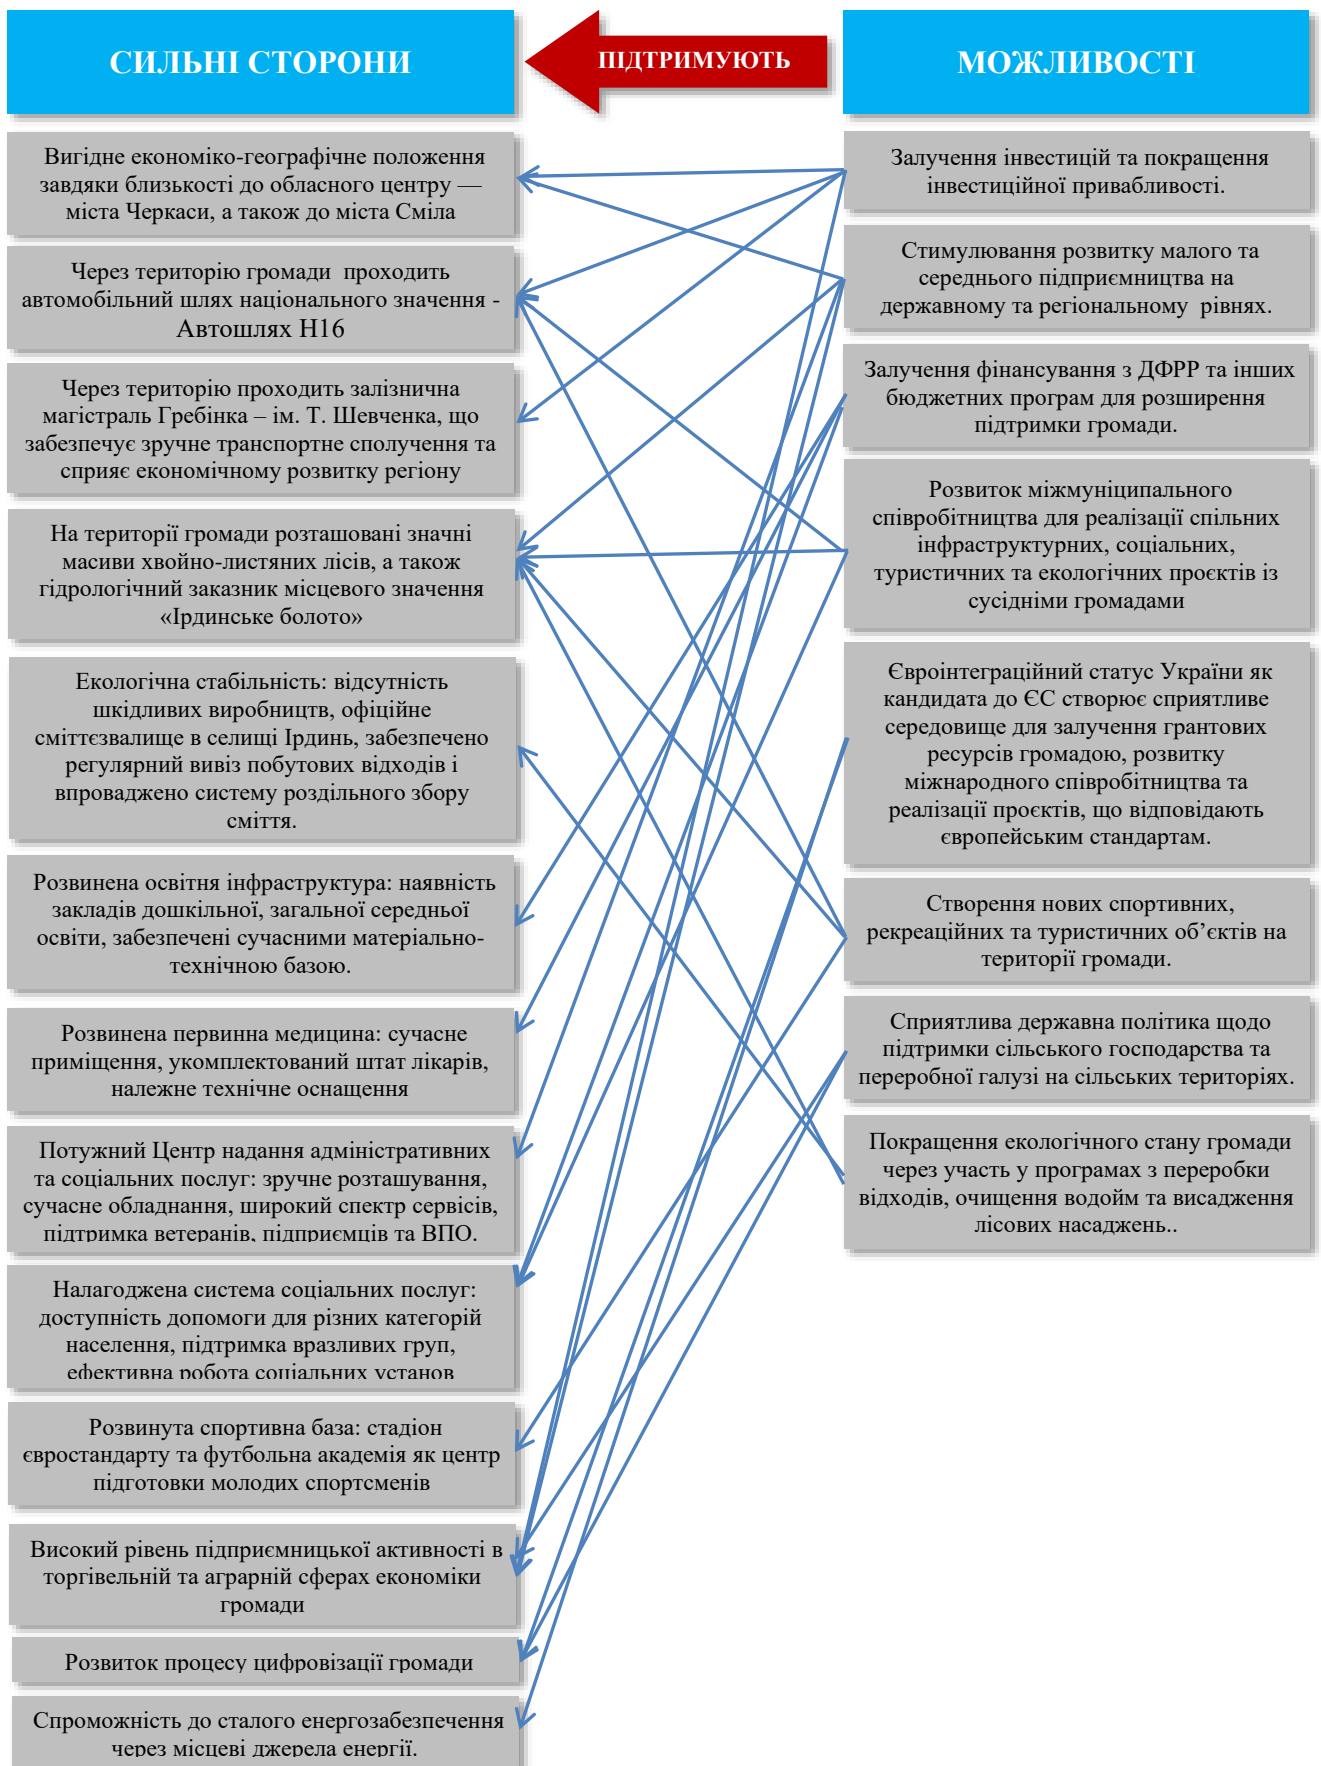 СИЛЬНІ СТОРОНИ
ПІДТРИМУЮТЬ
МОЖЛИВОСТІ
Вигідне економіко-географічне положення
завдяки близькості до обласного центру —
міста Черкаси, а також до міста Сміла
Через територію громади проходить
автомобільний шлях національного значення -
Автошлях Н16
Через територію проходить залізнична
магістраль Гребінка – ім. Т. Шевченка, що
забезпечує зручне транспортне сполучення та
сприяє економічному розвитку регіону
На території громади розташовані значні
масиви хвойно-листяних лісів, а також
гідрологічний заказник місцевого значення
«Ірдинське болото»
Екологічна стабільність: відсутність
шкідливих виробництв, офіційне
сміттєзвалище в селищі Ірдинь, забезпечено
регулярний вивіз побутових відходів і
впроваджено систему роздільного збору
сміття.
Розвинена освітня інфраструктура: наявність
закладів дошкільної, загальної середньої
освіти, забезпечені сучасними матеріально-
технічною базою.
Розвинена первинна медицина: сучасне
приміщення, укомплектований штат лікарів,
належне технічне оснащення
Потужний Центр надання адміністративних
та соціальних послуг: зручне розташування,
сучасне обладнання, широкий спектр сервісів,
підтримка ветеранів, підприємців та ВПО.
Налагоджена система соціальних послуг:
доступність допомоги для різних категорій
населення, підтримка вразливих груп,
ефективна робота соціальних установ
Розвинута спортивна база: стадіон
євростандарту та футбольна академія як центр
підготовки молодих спортсменів
Високий рівень підприємницької активності в
торгівельній та аграрній сферах економіки
громади
Розвиток процесу цифровізації громади
Спроможність до сталого енергозабезпечення
через місцеві джерела енергії.
Залучення інвестицій та покращення
інвестиційної привабливості.
Стимулювання розвитку малого та
середнього підприємництва на
державному та регіональному рівнях.
Залучення фінансування з ДФРР та інших
бюджетних програм для розширення
підтримки громади.
Розвиток міжмуніципального
співробітництва для реалізації спільних
інфраструктурних, соціальних,
туристичних та екологічних проєктів із
сусідніми громадами
Євроінтеграційний статус України як
кандидата до ЄС створює сприятливе
середовище для залучення грантових
ресурсів громадою, розвитку
міжнародного співробітництва та
реалізації проєктів, що відповідають
європейським стандартам.
Створення нових спортивних,
рекреаційних та туристичних об’єктів на
території громади.
Сприятлива державна політика щодо
підтримки сільського господарства та
переробної галузі на сільських територіях.
Покращення екологічного стану громади
через участь у програмах з переробки
відходів, очищення водойм та висадження
лісових насаджень..